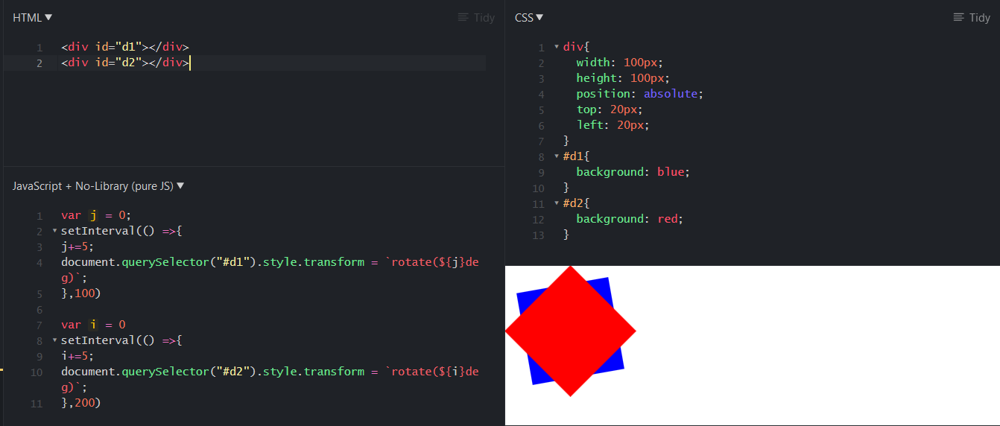 HTML ▼
Tidy
1 <div id="d1"></div>
2 <div id="d2"></div>
JavaScript + No-Library (pure JS) ▼
1 var j = 0;
2 setInterval(() =>{
3 j+=5;
4 document.querySelector("#d1").style.transform = `rotate(${j}de
g)`;
5 },100)
6
7 var i = 0
8 setInterval(() =>{
9 i+=5;
10 document.querySelector("#d2").style.transform = `rotate(${i}de
g)`;
11 },200)
CSS ▼
Tidy
1 div{
2 width: 100px;
3 height: 100px;
4 position: absolute;
5 top: 20px;
6 left: 20px;
7 }
8 #d1{
9 background: blue;
10 }
11 #d2{
12 background: red;
13 }